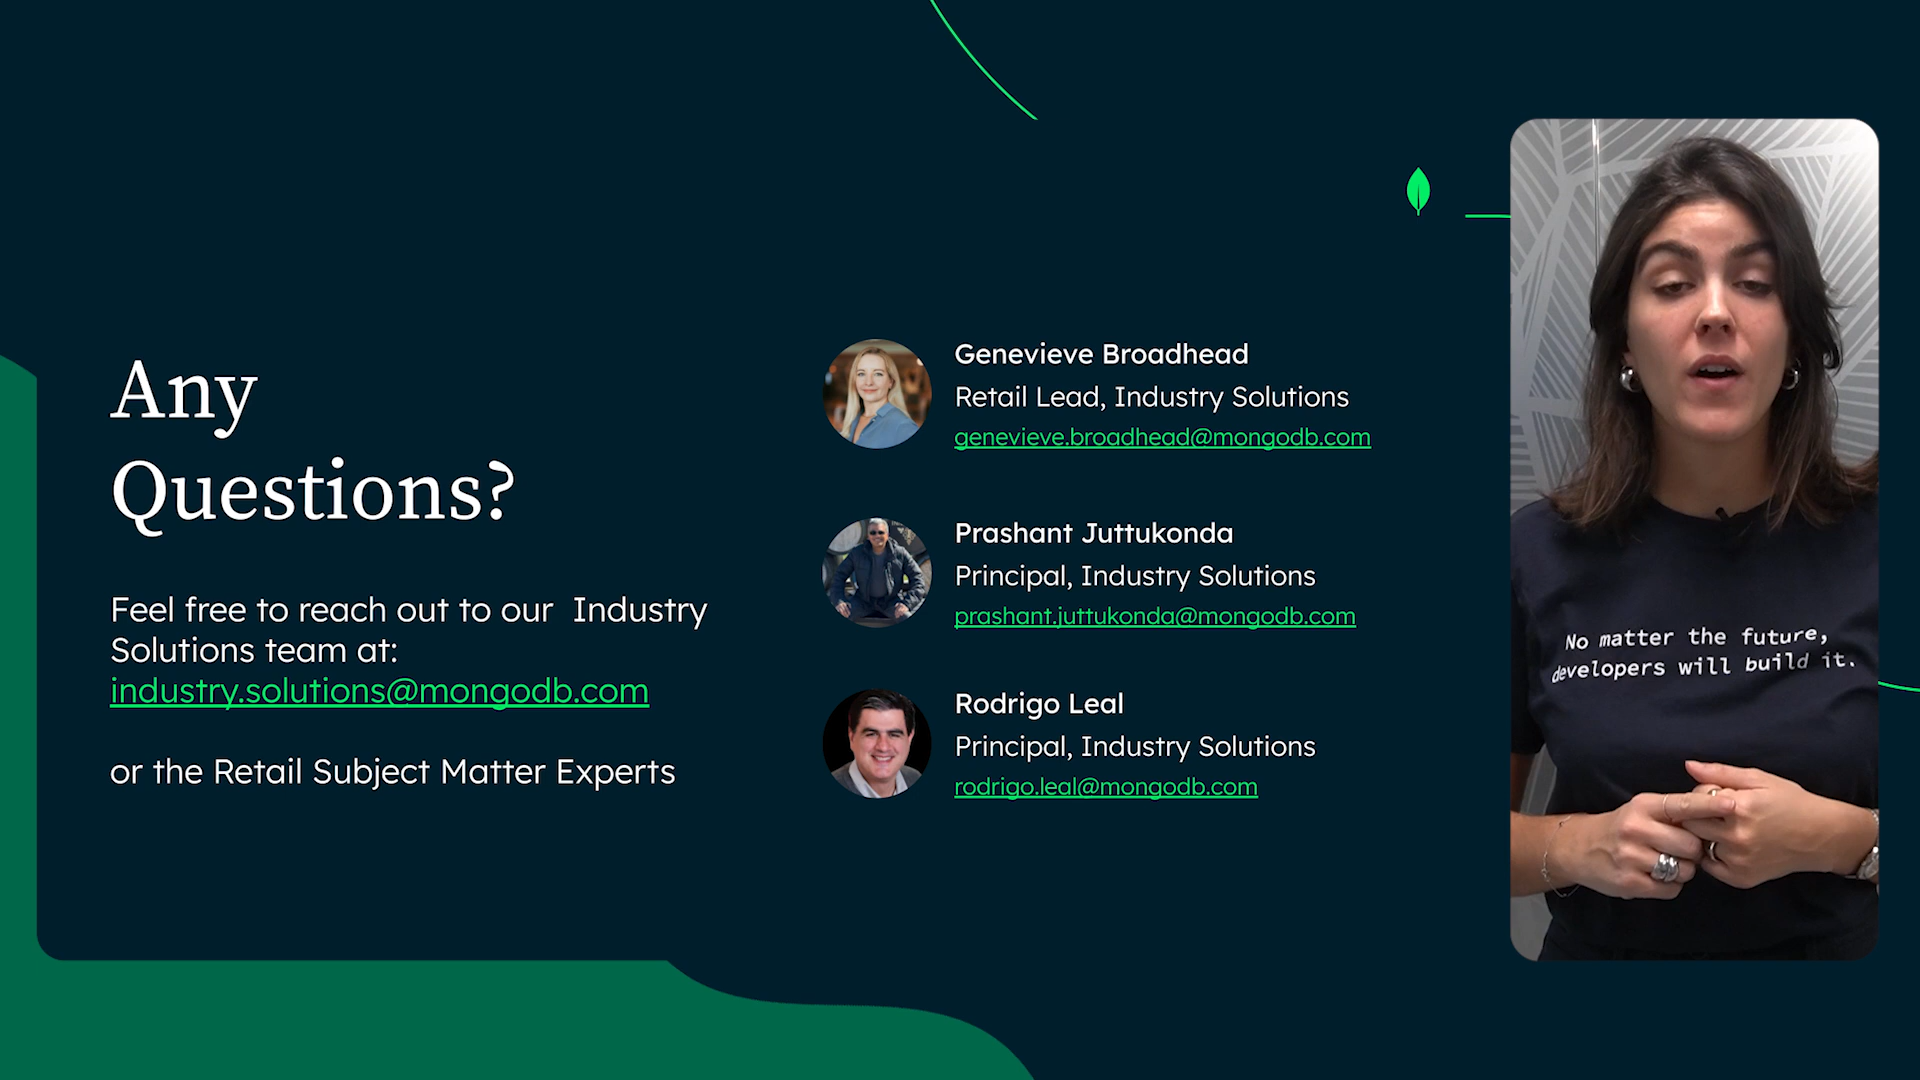 Any
Questions?
Feel free to reach out to our  Industry
Solutions team at:
industry.solutions@mongodb.com
or the Retail Subject Matter Experts
Genevieve Broadhead
Retail Lead, Industry Solutions
genevieve.broadhead@mongodb.com
Prashant Juttukonda
Principal, Industry Solutions
prashant.juttukonda@mongodb.com
Rodrigo Leal
Principal, Industry Solutions
rodrigo.leal@mongodb.com
No matter the future,
developers will build it.